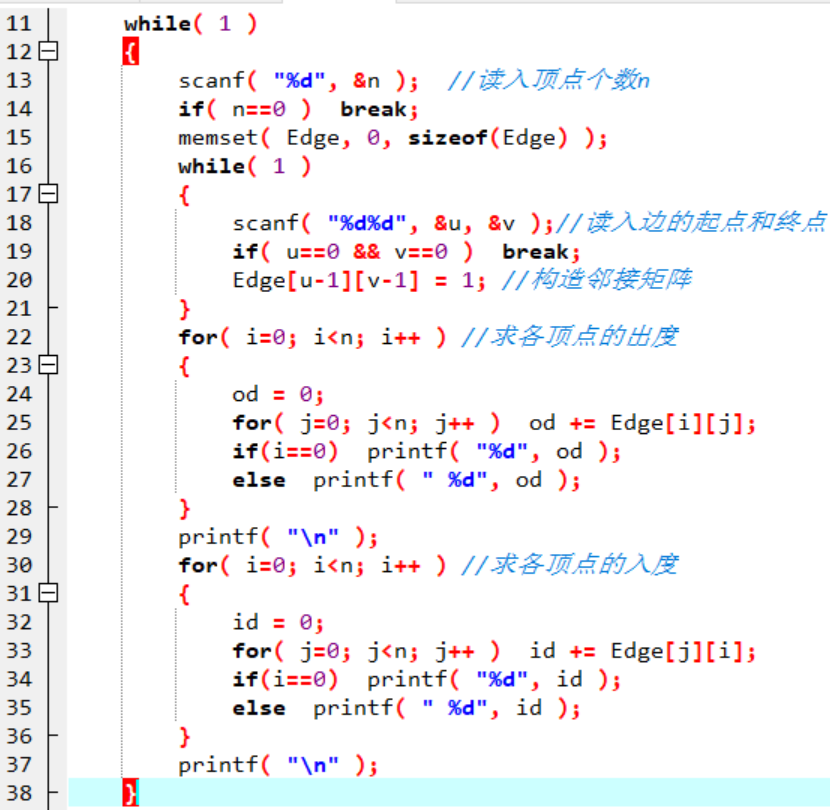 11 while( 1 )
12 {
13 scanf( "%d", &n ); //读入顶点个数n
14 if( n==0 ) break;
15 memset( Edge, 0, sizeof(Edge) );
16 while( 1 )
17 {
18 scanf( "%d%d", &u, &v );//读入边的起点和终点
19 if( u==0 && v==0 ) break;
20 Edge[u-1][v-1] = 1; //构造邻接矩阵
21 }
22 for( i=0; i<n; i++ ) //求各顶点的出度
23 {
24 od = 0;
25 for( j=0; j<n; j++ ) od += Edge[i][j];
26 if(i==0) printf( "%d", od );
27 else printf( " %d", od );
28 }
29 printf( "\n" );
30 for( i=0; i<n; i++ ) //求各顶点的入度
31 {
32 id = 0;
33 for( j=0; j<n; j++ ) id += Edge[j][i];
34 if(i==0) printf( "%d", id );
35 else printf( " %d", id );
36 }
37 printf( "\n" );
38 }